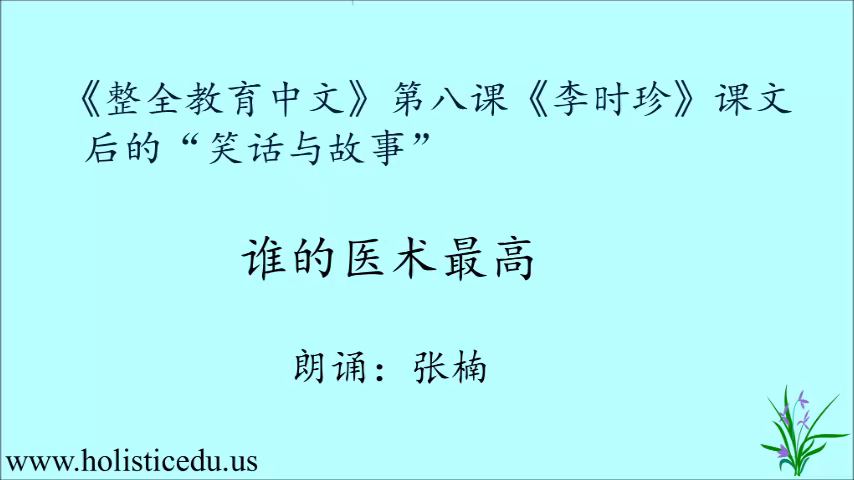 《整全教育中文》第八课《李时珍》课文
后的“笑话与故事”
谁的医术最高
朗诵：张楠
www.holisticedu.us